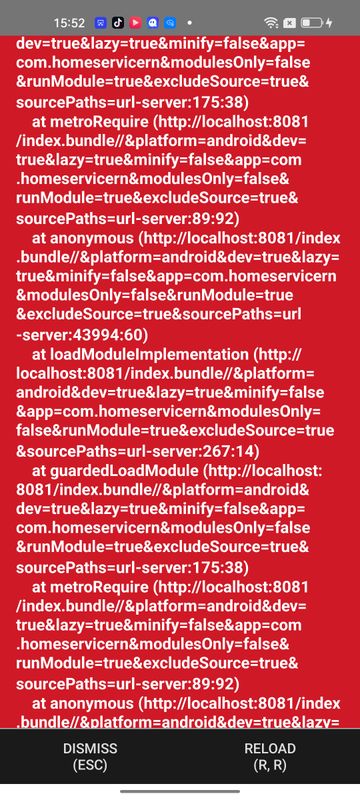 15:52
dev=true&lazy=true&minify=false&app=
com.homeservicern&modulesOnly=false
&runModule=true&excludeSource=true&
sourcePaths=url-server:175:38)
at metroRequire (http://localhost:8081
/index.bundle//&platform=android&dev=
true&lazy=true&minify=false&app=com
.homeservicern&modulesOnly=false&
runModule=true&excludeSource=true&
sourcePaths=url-server:89:92)
at anonymous (http://localhost:8081/index
.bundle//&platform=android&dev=true&lazy=
true&minify=false&app=com.homeservicern
&modulesOnly=false&runModule=true
&excludeSource=true&sourcePaths=url
-server:43994:60)
at loadModuleImplementation (http://
localhost:8081/index.bundle//&platform=
android&dev=true&lazy=true&minify=false
&app=com.homeservicern&modulesOnly=
false&runModule=true&excludeSource=true
&sourcePaths=url-server:267:14)
at guardedLoadModule (http://localhost:
8081/index.bundle//&platform=android&
dev=true&lazy=true&minify=false&app=
com.homeservicern&modulesOnly=false
&runModule=true&excludeSource=true&
sourcePaths=url-server:175:38)
at metroRequire (http://localhost:8081
/index.bundle//&platform=android&dev=
true&lazy=true&minify=false&app=com
.homeservicern&modulesOnly=false&
runModule=true&excludeSource=true&
sourcePaths=url-server:89:92)
at anonymous (http://localhost:8081/index
.bundle//&platform=android&dev=true&lazy=
DISMISS
(ESC)
RELOAD
(R, R)